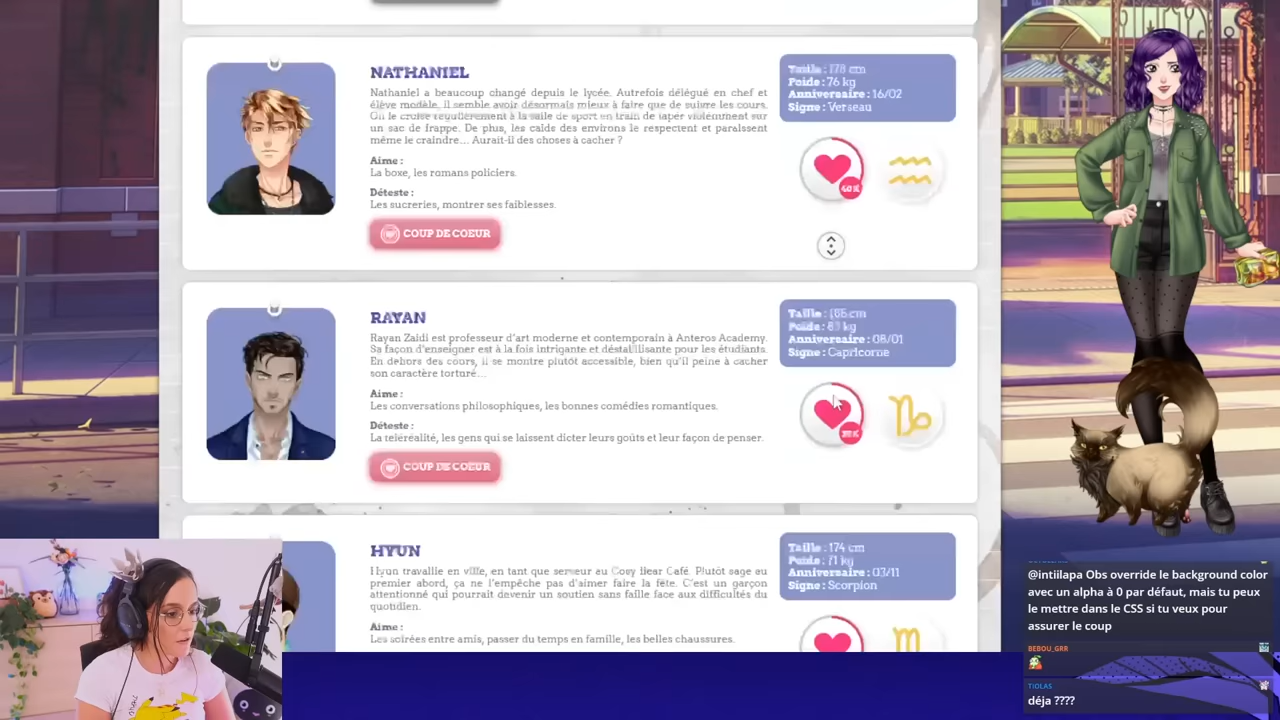 NATHANIEL
Nathaniel a beaucoup changé depuis le lycée. Autrefois délégué en chef et
élève modèle, il semble avoir désormais mieux à faire que de suivre les cours.
On le croise régulièrement à la salle de sport en train de taper violemment sur
un sac de frappe. De plus, les caïds des environs le respectent et paraissent
même le craindre... Aurait-il des choses à cacher ?
Aime :
La boxe, les romans policiers.
Déteste :
Les sucreries, montrer ses faiblesses.
COUP DE COEUR
Taille : 178 cm
Poids : 76 kg
Anniversaire : 16/02
Signe : Verseau
RAYAN
Rayan Zaidi est professeur d'art moderne et contemporain à Anteros Academy.
Sa façon d'enseigner est à la fois intrigante et déstabilisante pour les étudiants.
En dehors des cours, il se montre plutôt accessible, bien qu'il peine à cacher
son caractère torturé...
Aime :
Les conversations philosophiques, les bonnes comédies romantiques.
Déteste :
La téléréalité, les gens qui se laissent dicter leurs goûts et leur façon de penser.
COUP DE COEUR
Taille : cm
Poids : kg
Anniversaire : 08/01
Signe : Capricorne
HYUN
Hyun travaille en ville, en tant que serveur au Cosy Bear Café. Plutôt sage au
premier abord, ça ne l'empêche pas d'aimer faire la fête. C'est un garçon
attentionné qui pourrait devenir un soutien sans faille face aux difficultés du
quotidien.
Aime :
Les soirées entre amis, passer du temps en famille, les belles chaussures.
Taille : 174 cm
Poids : 71 kg
Anniversaire : 03/11
Signe : Scorpion
@intiilapa Obs override le background color
avec un alpha à 0 par défaut, mais tu peux
le mettre dans le CSS si tu veux pour
assurer le coup
BEBOU_GRR
TIOLAS
déja ????